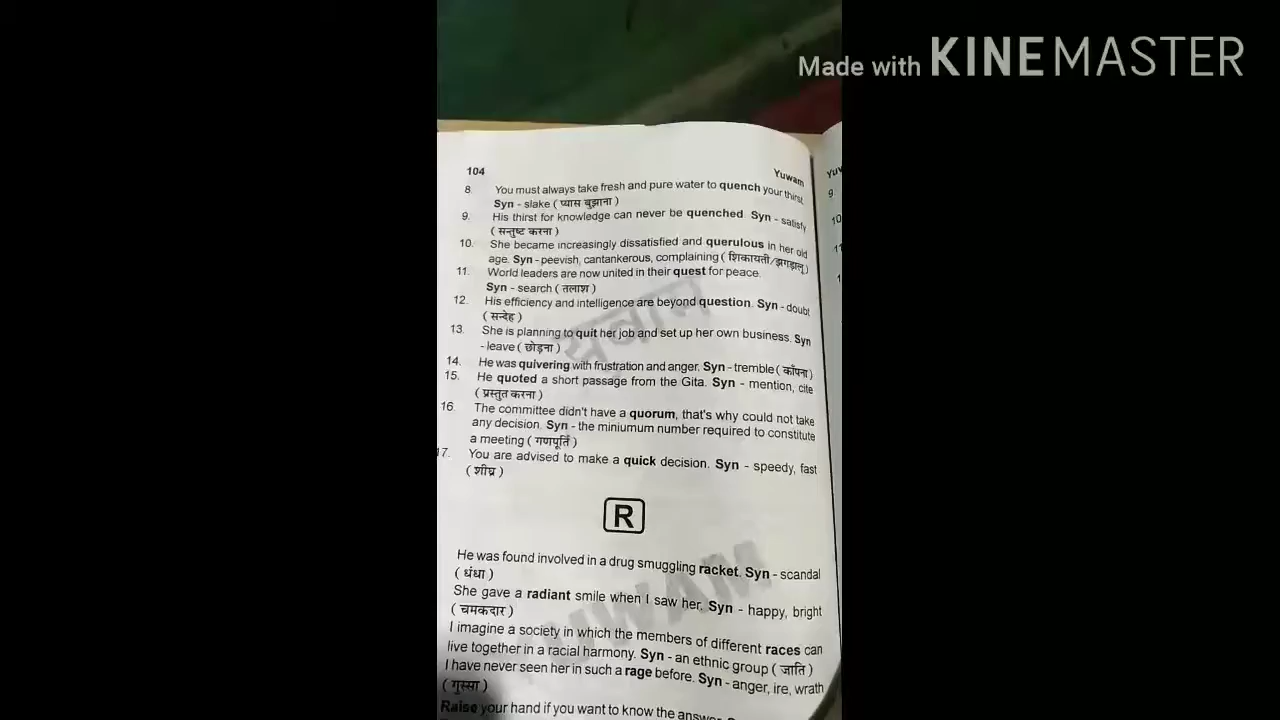 Made with KINEMASTER
104
Yuwam
8. You must always take fresh and pure water to quench your thirst.
Syn - slake ( प्यास बुझाना )
9. His thirst for knowledge can never be quenched. Syn - satisfy
( सन्तुष्ट करना )
10. She became increasingly dissatisfied and querulous in her old
age. Syn - peevish, cantankerous, complaining ( शिकायती/झगड़ालू )
11. World leaders are now united in their quest for peace.
Syn - search ( तलाश )
12. His efficiency and intelligence are beyond question. Syn - doubt
( सन्देह )
13. She is planning to quit her job and set up her own business. Syn
- leave ( छोड़ना )
14. He was quivering with frustration and anger. Syn - tremble ( काँपना )
15. He quoted a short passage from the Gita. Syn - mention, cite
( प्रस्तुत करना )
16. The committee didn't have a quorum, that's why could not take
any decision. Syn - the miniumum number required to constitute
a meeting ( गणपूर्ति )
17. You are advised to make a quick decision. Syn - speedy, fast
( शीघ्र )
R
He was found involved in a drug smuggling racket. Syn - scandal
( धंधा )
She gave a radiant smile when I saw her. Syn - happy, bright
( चमकदार )
I imagine a society in which the members of different races can
live together in a racial harmony. Syn - an ethnic group ( जाति )
I have never seen her in such a rage before. Syn - anger, ire, wrath
( गुस्सा )
Raise your hand if you want to know the answer.
YUWAM
9
10